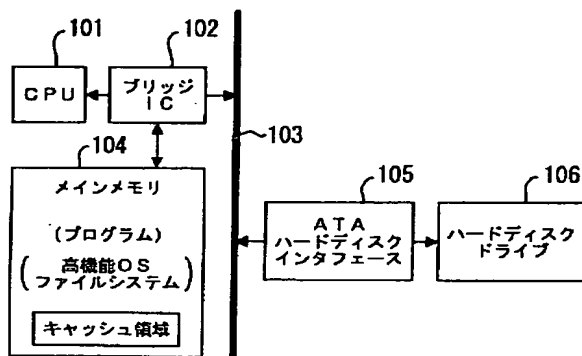 101
102
CPU
ブリッジ
IC
103
104
メインメモリ
(プログラム)
(高機能OS
ファイルシステム)
キャッシュ領域
105
ATA
ハードディスク
インタフェース
106
ハードディスク
ドライブ